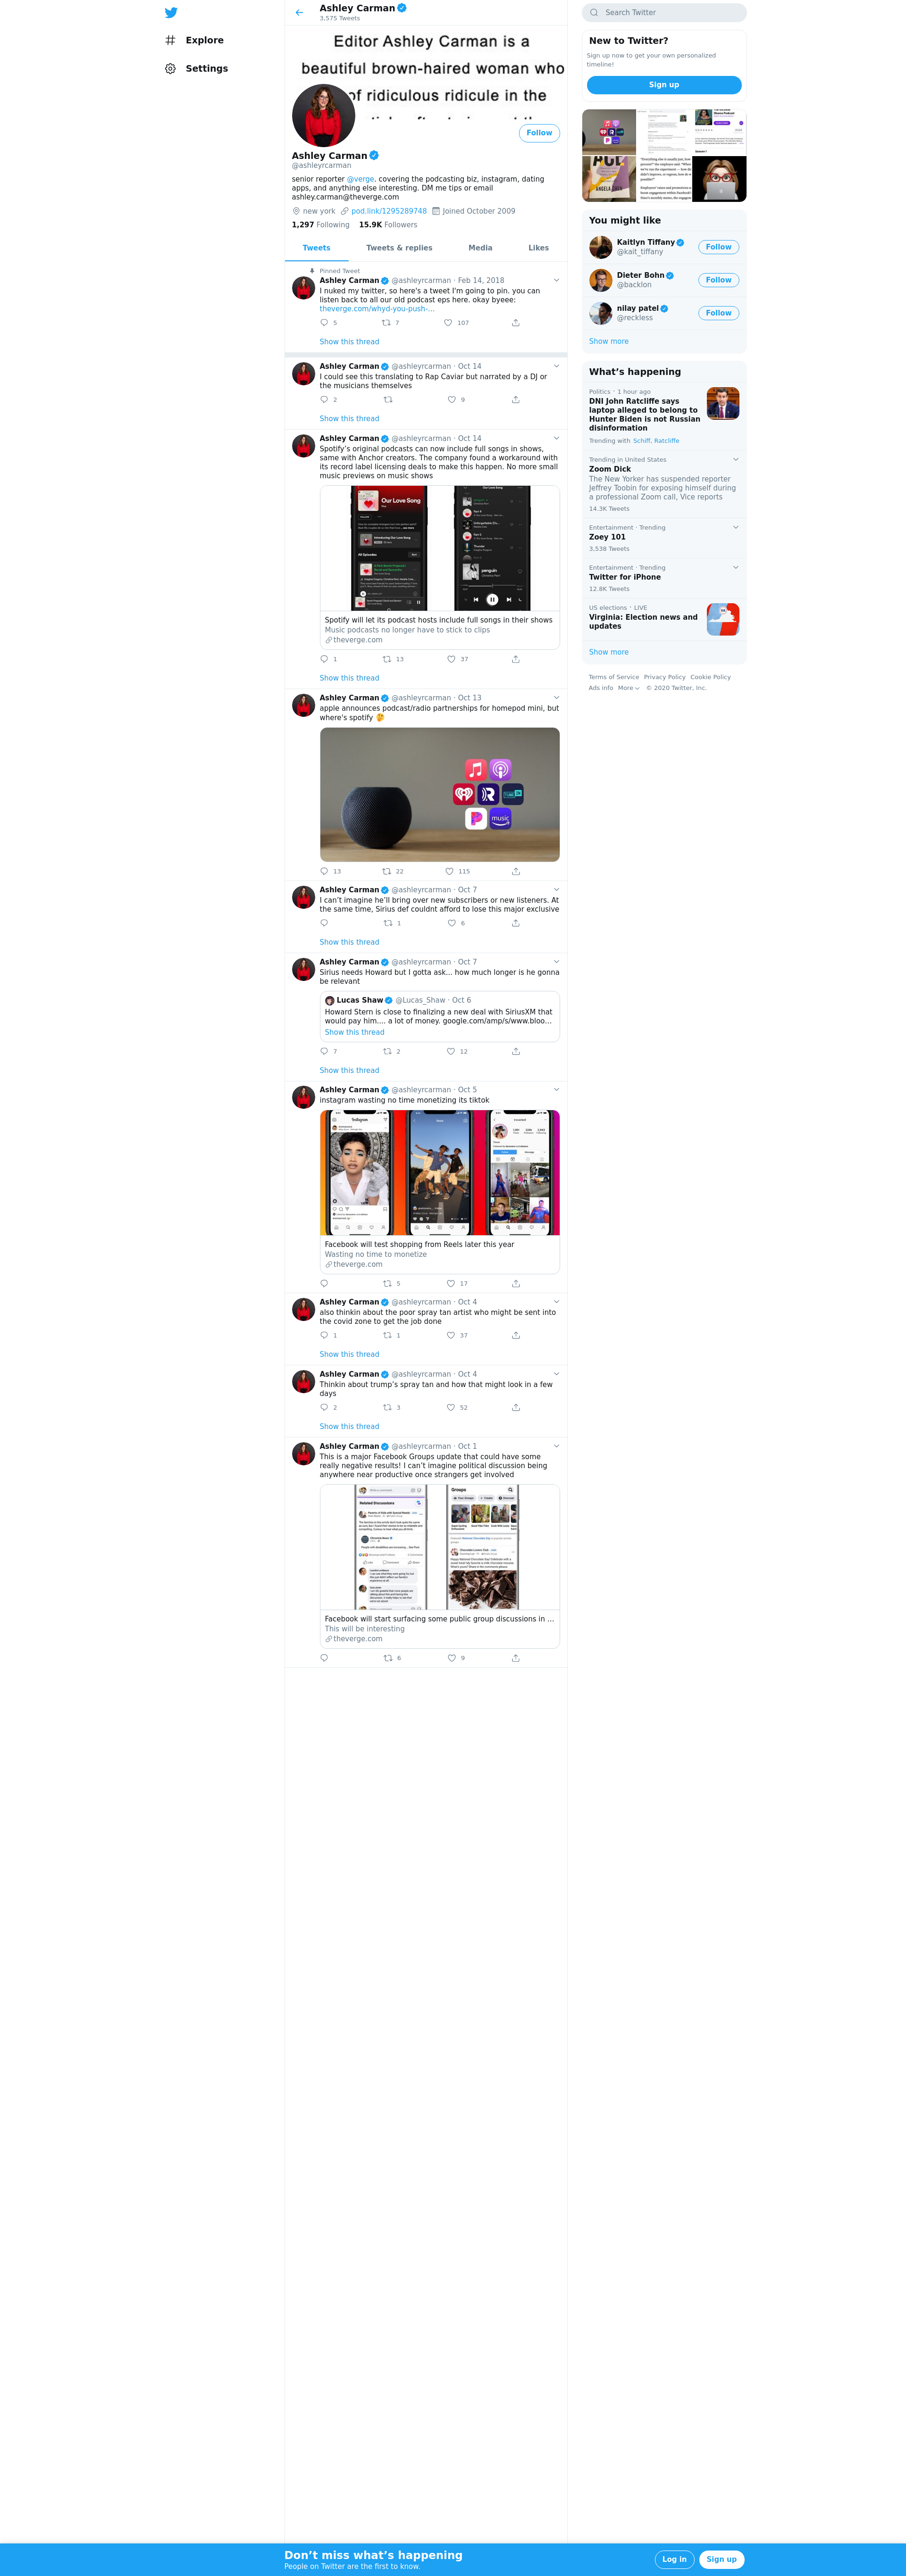 Explore
Settings
Ashley Carman
3,575 Tweets
Editor Ashley Carman is a
beautiful brown-haired woman who
of ridiculous ridicule in the
Follow
Ashley Carman
@ashleyrcarman
senior reporter @verge. covering the podcasting biz, instagram, dating
apps, and anything else interesting. DM me tips or email
ashley.carman@theverge.com
new york pod.link/1295289748 Joined October 2009
1,297 Following 15.9K Followers
Tweets Tweets & replies Media Likes
Pinned Tweet
Ashley Carman @ashleyrcarman · Feb 14, 2018
I nuked my twitter, so here's a tweet I'm going to pin. you can
listen back to all our old podcast eps here. okay byeee:
theverge.com/whyd-you-push-…
5 7 107
Show this thread
Ashley Carman @ashleyrcarman · Oct 14
I could see this translating to Rap Caviar but narrated by a DJ or
the musicians themselves
2 9
Show this thread
Ashley Carman @ashleyrcarman · Oct 14
Spotify's original podcasts can now include full songs in shows,
same with Anchor creators. The company found a workaround with
its record label licensing deals to make this happen. No more small
music previews on music shows
Our Love Song
Introducing Our Love Song
All Episodes
penguin
Spotify will let its podcast hosts include full songs in their shows
Music podcasts no longer have to stick to clips
theverge.com
1 13 37
Show this thread
Ashley Carman @ashleyrcarman · Oct 13
apple announces podcast/radio partnerships for homepod mini, but
where's spotify 🤔
music
13 22 115
Ashley Carman @ashleyrcarman · Oct 7
I can’t imagine he’ll bring over new subscribers or new listeners. At
the same time, Sirius def couldnt afford to lose this major exclusive
1 6
Show this thread
Ashley Carman @ashleyrcarman · Oct 7
Sirius needs Howard but I gotta ask... how much longer is he gonna
be relevant
Lucas Shaw @Lucas_Shaw · Oct 6
Howard Stern is close to finalizing a new deal with SiriusXM that
would pay him.... a lot of money. google.com/amp/s/www.bloo…
Show this thread
7 2 12
Show this thread
Ashley Carman @ashleyrcarman · Oct 5
instagram wasting no time monetizing its tiktok
Instagram
Facebook will test shopping from Reels later this year
Wasting no time to monetize
theverge.com
5 17
Ashley Carman @ashleyrcarman · Oct 4
also thinkin about the poor spray tan artist who might be sent into
the covid zone to get the job done
1 1 37
Show this thread
Ashley Carman @ashleyrcarman · Oct 4
Thinkin about trump’s spray tan and how that might look in a few
days
2 3 52
Show this thread
Ashley Carman @ashleyrcarman · Oct 1
This is a major Facebook Groups update that could have some
really negative results! I can’t imagine political discussion being
anywhere near productive once strangers get involved
Related Discussions
Groups
Facebook will start surfacing some public group discussions in …
This will be interesting
theverge.com
6 9
Search Twitter
New to Twitter?
Sign up now to get your own personalized
timeline!
Sign up
You might like
Kaitlyn Tiffany
@kait_tiffany
Follow
Dieter Bohn
@backlon
Follow
nilay patel
@reckless
Follow
Show more
What’s happening
Politics · 1 hour ago
DNI John Ratcliffe says
laptop alleged to belong to
Hunter Biden is not Russian
disinformation
Trending with Schiff, Ratcliffe
Trending in United States
Zoom Dick
The New Yorker has suspended reporter
Jeffrey Toobin for exposing himself during
a professional Zoom call, Vice reports
14.3K Tweets
Entertainment · Trending
Zoey 101
3,538 Tweets
Entertainment · Trending
Twitter for iPhone
12.8K Tweets
US elections · LIVE
Virginia: Election news and
updates
Show more
Terms of Service Privacy Policy Cookie Policy
Ads info More © 2020 Twitter, Inc.
Don’t miss what’s happening
People on Twitter are the first to know.
Log in
Sign up